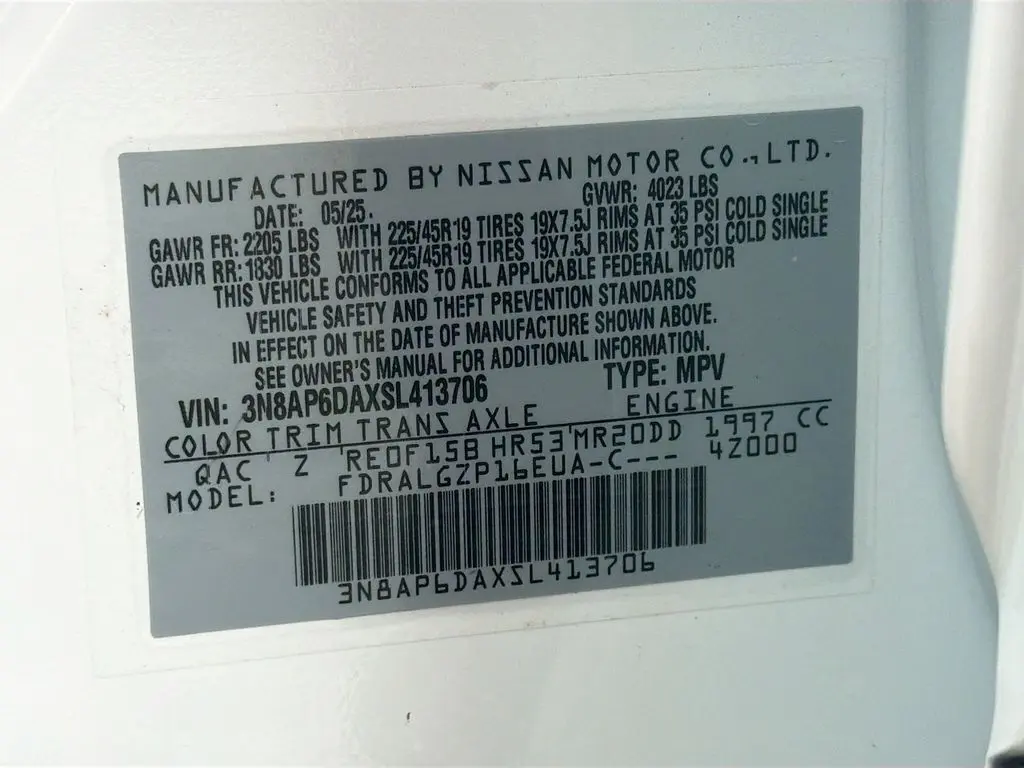 MANUFACTURED BY NISSAN MOTOR CO.,LTD.
DATE: 05/25. GVWR: 4023 LBS
GAWR FR: 2205 LBS WITH 225/45R19 TIRES 19X7.5J RIMS AT 35 PSI COLD SINGLE
GAWR RR: 1830 LBS WITH 225/45R19 TIRES 19X7.5J RIMS AT 35 PSI COLD SINGLE
THIS VEHICLE CONFORMS TO ALL APPLICABLE FEDERAL MOTOR
VEHICLE SAFETY AND THEFT PREVENTION STANDARDS
IN EFFECT ON THE DATE OF MANUFACTURE SHOWN ABOVE.
SEE OWNER'S MANUAL FOR ADDITIONAL INFORMATION.
VIN: 3N8AP6DAXSL413706 TYPE: MPV
COLOR TRIM TRANS AXLE ENGINE
QAC Z RE0F15B HR53 MR20DD 1997 CC
MODEL: FDRALGZP16EUA-C--- 4Z000
3N8AP6DAXSL413706